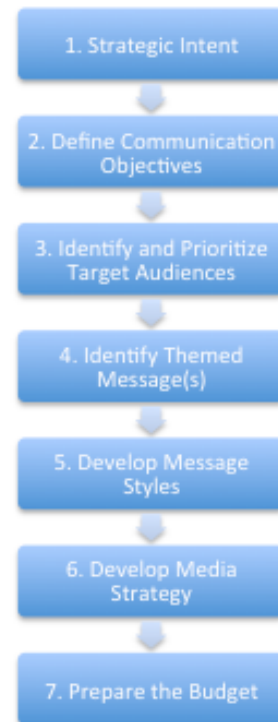 1. Strategic Intent
2. Define Communication
Objectives
3. Identify and Prioritize
Target Audiences
4. Identify Themed
Message(s)
5. Develop Message
Styles
6. Develop Media
Strategy
7. Prepare the Budget